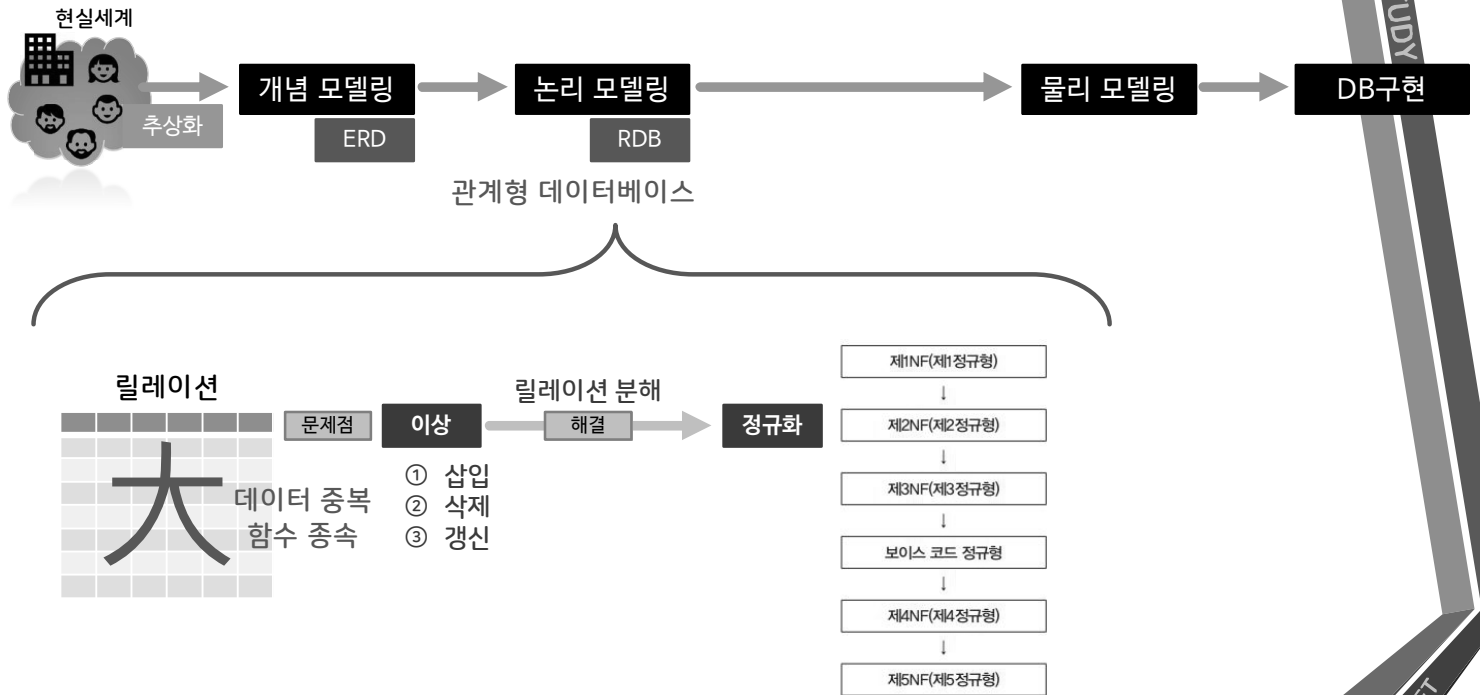 현실세계
추상화
개념 모델링
ERD
논리 모델링
RDB
관계형 데이터베이스
물리 모델링
DB구현
릴레이션
大
데이터 중복
함수 종속
문제점
이상
① 삽입
② 삭제
③ 갱신
릴레이션 분해
해결
정규화
제1NF(제1정규형)
↓
제2NF(제2정규형)
↓
제3NF(제3정규형)
↓
보이스 코드 정규형
↓
제4NF(제4정규형)
↓
제5NF(제5정규형)